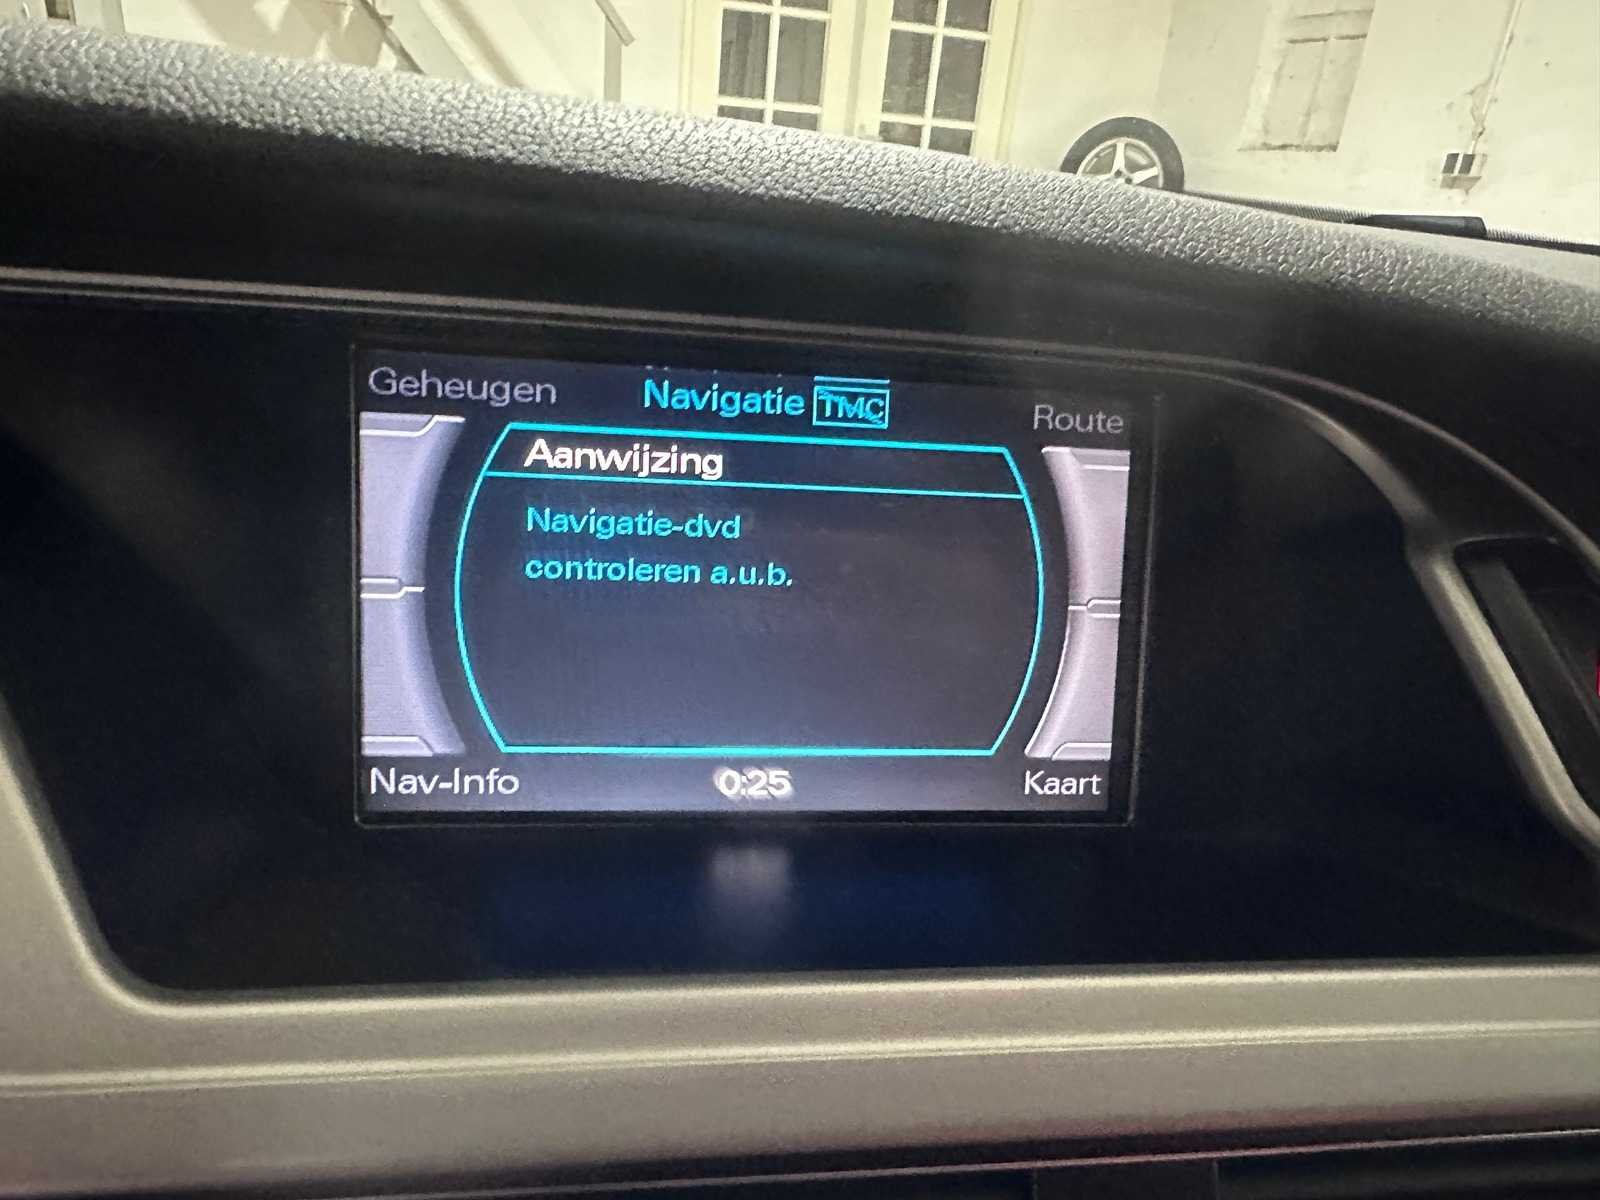 Geheugen
Navigatie TMC
Route
Aanwijzing
Navigatie-dvd
controleren a.u.b.
Nav-Info
0:25
Kaart